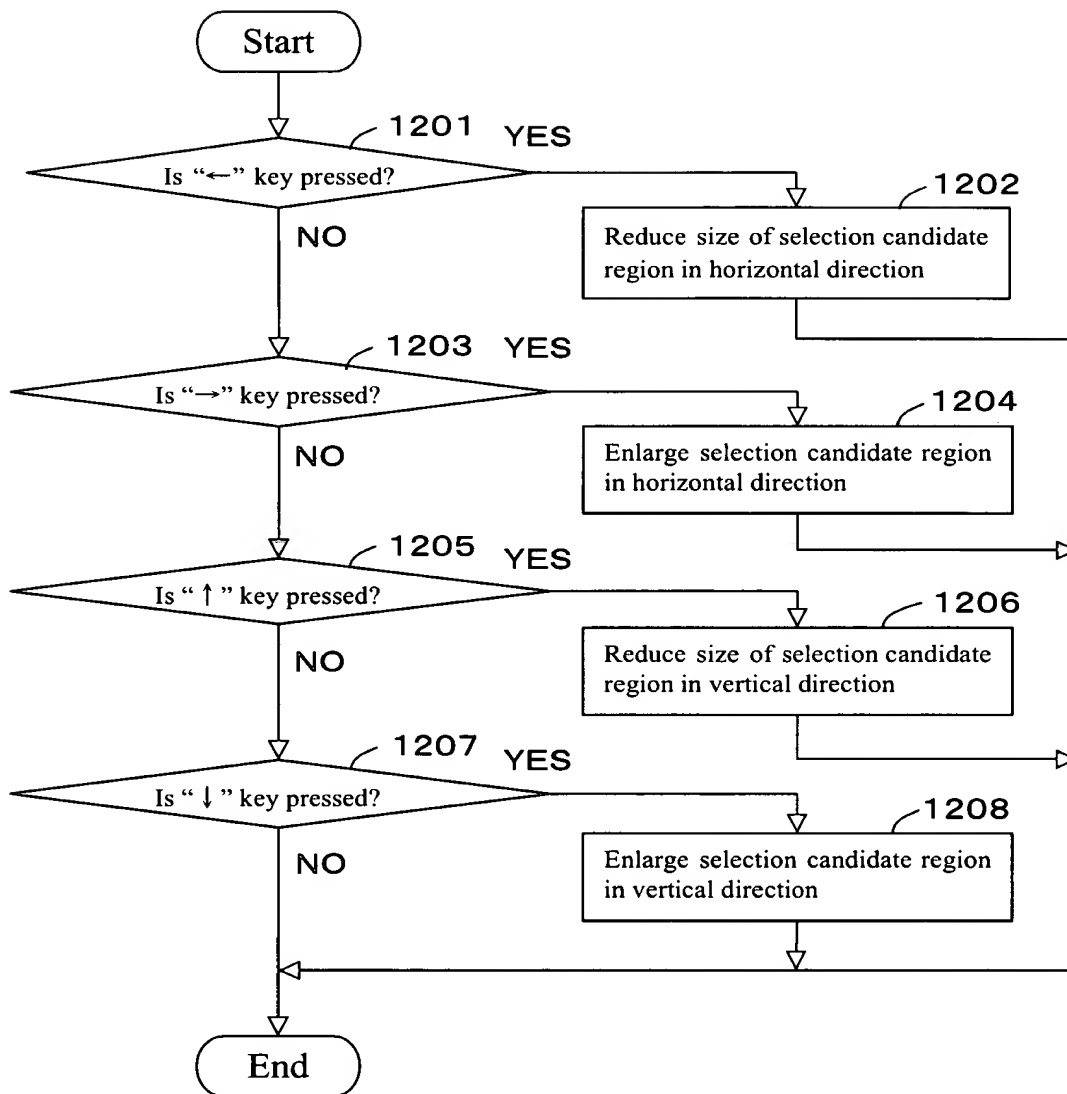 Start
1201
YES
Is “←” key pressed?
1202
NO
Reduce size of selection candidate
region in horizontal direction
1203
YES
Is “→” key pressed?
1204
NO
Enlarge selection candidate region
in horizontal direction
1205
YES
Is “↑” key pressed?
1206
NO
Reduce size of selection candidate
region in vertical direction
1207
YES
Is “↓” key pressed?
1208
NO
Enlarge selection candidate region
in vertical direction
End